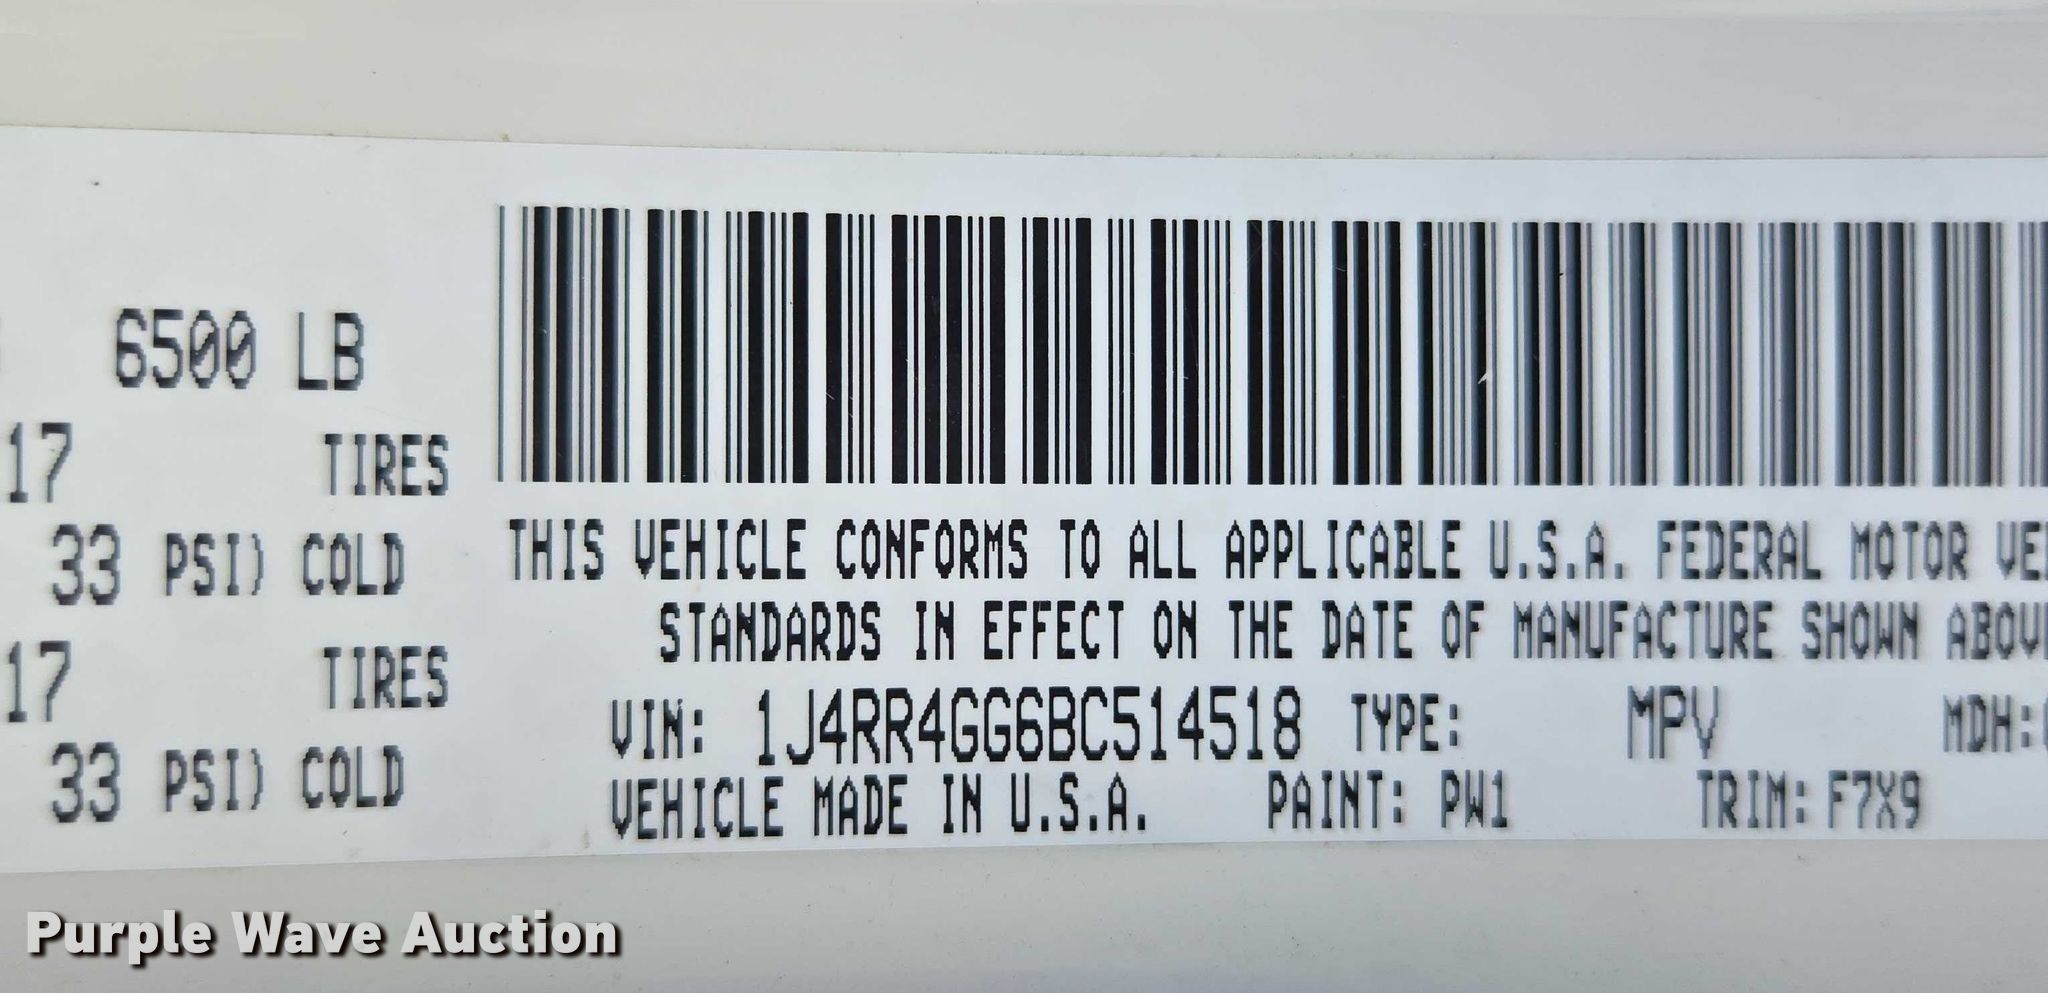 6500 LB
17 TIRES
33 PSI) COLD
17 TIRES
33 PSI) COLD
THIS VEHICLE CONFORMS TO ALL APPLICABLE U.S.A. FEDERAL MOTOR
STANDARDS IN EFFECT ON THE DATE OF MANUFACTURE SHOWN
VIN: 1J4RR4GG6BC514518 TYPE: MPV MDH:
VEHICLE MADE IN U.S.A. PAINT: PW1 TRIM: F7X9
Purple Wave Auction